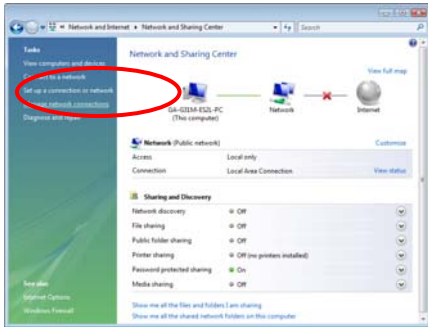 Network and Internet ▸ Network and Sharing Center
Search
Tasks
View computers and devices
Connect to a network
Set up a connection or network
Manage network connections
Diagnose and repair
See also
Internet Options
Windows Firewall
Network and Sharing Center
View full map
GA-G31M-ES2L-PC
(This computer)
Network
Internet
Network (Public network)
Customize
Access
Local only
Connection
Local Area Connection
View status
Sharing and Discovery
Network discovery
Off
File sharing
Off
Public folder sharing
Off
Printer sharing
Off (no printers installed)
Password protected sharing
On
Media sharing
Off
Show me all the files and folders I am sharing
Show me all the shared network folders on this computer